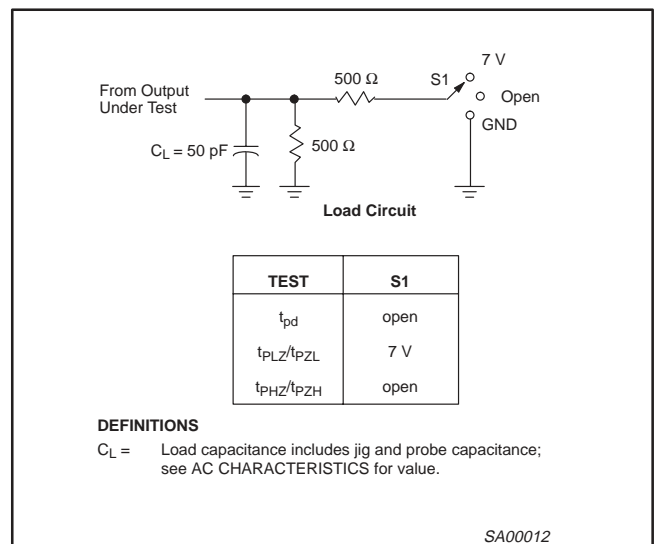 7 V
500 Ω
S1
Open
From Output
Under Test
GND
C_L = 50 pF
500 Ω
Load Circuit
TEST S1
t_pd open
t_PLZ/t_PZL 7 V
t_PHZ/t_PZH open
DEFINITIONS
C_L = Load capacitance includes jig and probe capacitance;
see AC CHARACTERISTICS for value.
SA00012